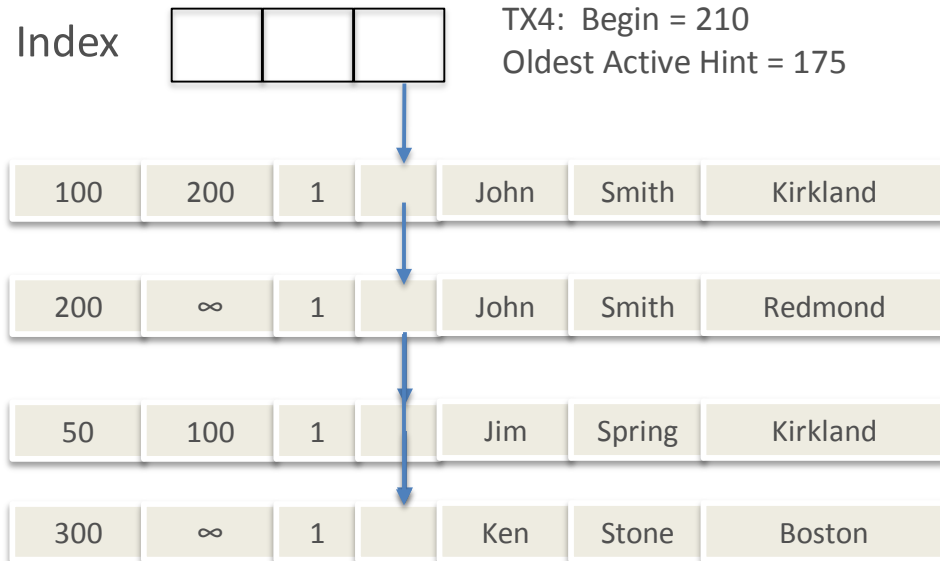 Index
TX4: Begin = 210
Oldest Active Hint = 175
100 200 1 John Smith Kirkland
200 ∞ 1 John Smith Redmond
50 100 1 Jim Spring Kirkland
300 ∞ 1 Ken Stone Boston